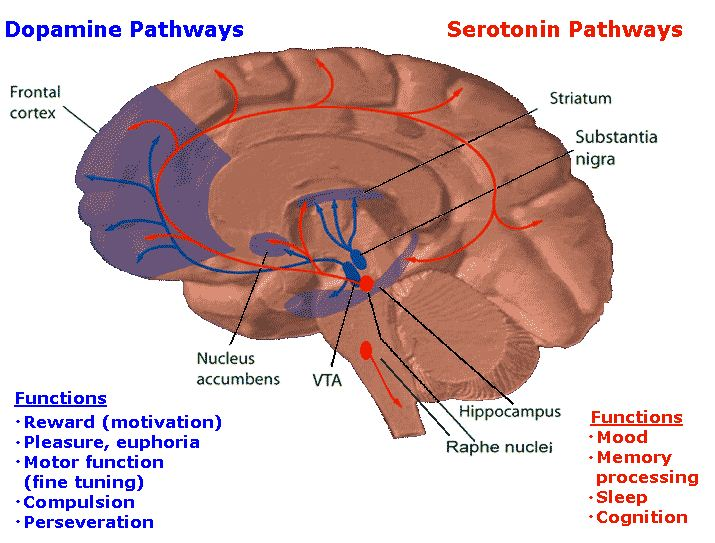 Dopamine Pathways
Serotonin Pathways
Frontal
cortex
Striatum
Substantia
nigra
Nucleus
accumbens
VTA
Hippocampus
Raphe nuclei
Functions
·Reward (motivation)
·Pleasure, euphoria
·Motor function
(fine tuning)
·Compulsion
·Perseveration
Functions
·Mood
·Memory
processing
·Sleep
·Cognition